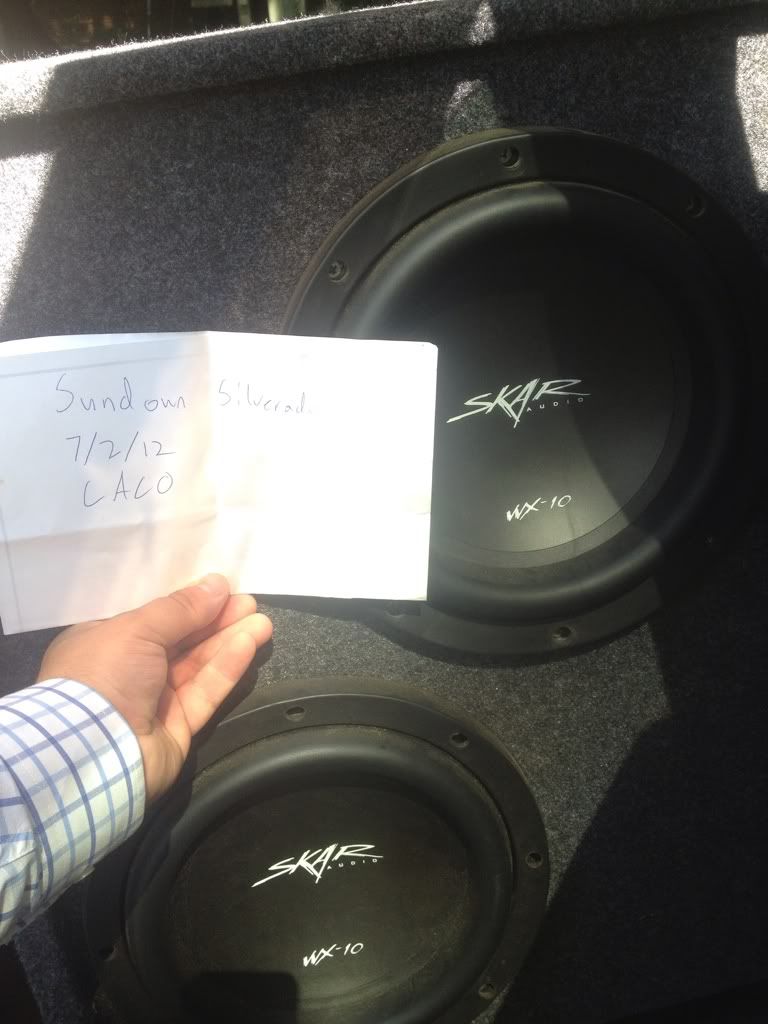 Sundown Silverado
7/2/12
CACO
SKAR
AUDIO
WX-10
SKAR
AUDIO
WX-10